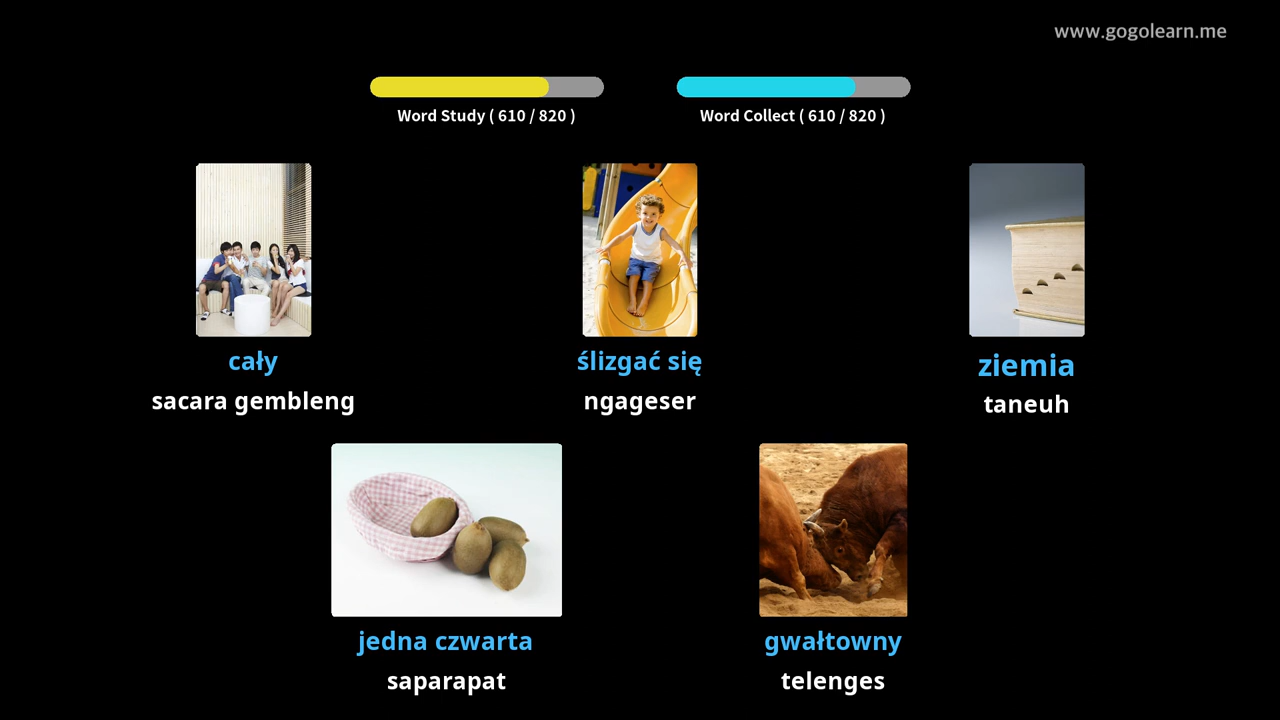 www.gogolearn.me
Word Study ( 610 / 820 )
Word Collect ( 610 / 820 )
cały
ślizgać się
ziemia
sacara gembleng
ngageser
taneuh
jedna czwarta
gwałtowny
saparapat
telenges